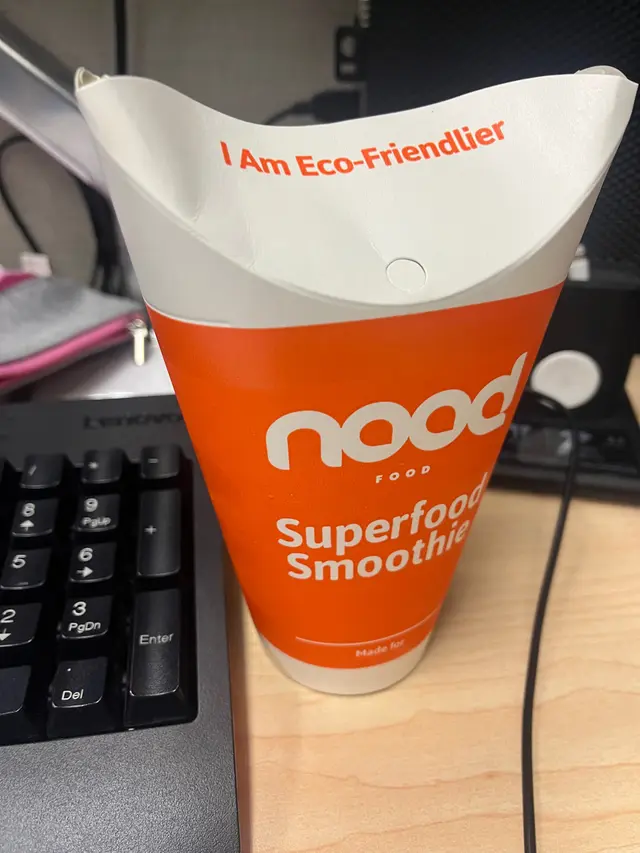 I Am Eco-Friendlier
nood
FOOD
Superfood
Smoothie
Made for
lenovo
8
9
PgUp
+
5
6
2
3
PgDn
Enter
Del